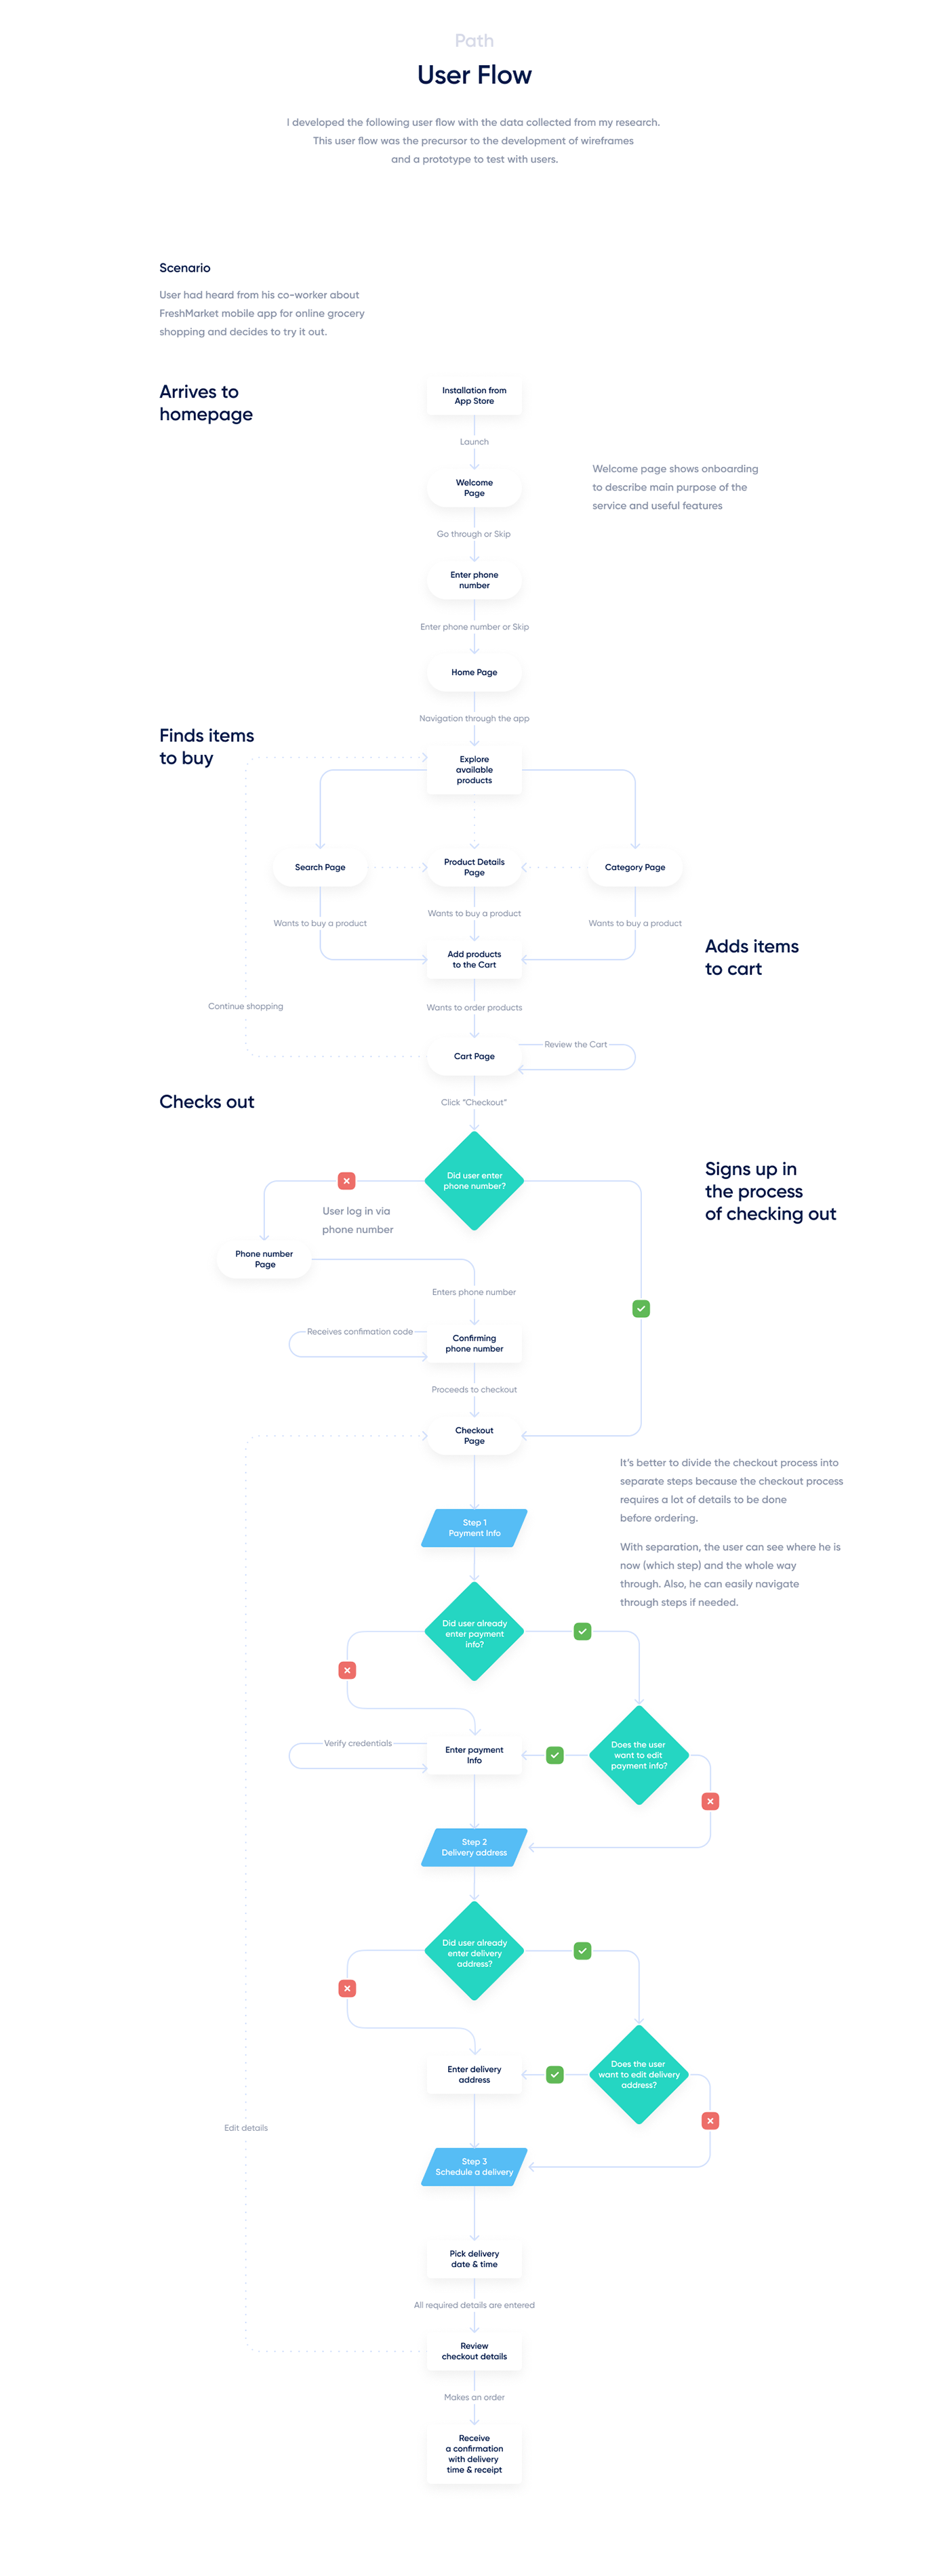 Path
User Flow
I developed the following user flow with the data collected from my research.
This user flow was the precursor to the development of wireframes
and a prototype to test with users.
Scenario
User had heard from his co-worker about
FreshMarket mobile app for online grocery
shopping and decides to try it out.
Arrives to
homepage
Installation from
App Store
Launch
Welcome
Page
Welcome page shows onboarding
to describe main purpose of the
service and useful features
Go through or Skip
Enter phone
number
Enter phone number or Skip
Home Page
Navigation through the app
Finds items
to buy
Explore
available
products
Search Page
Product Details
Page
Category Page
Wants to buy a product
Wants to buy a product
Wants to buy a product
Adds items
to cart
Add products
to the Cart
Continue shopping
Wants to order products
Cart Page
Review the Cart
Checks out
Click “Checkout”
Did user enter
phone number?
Signs up in
the process
of checking out
User log in via
phone number
Phone number
Page
Enters phone number
Receives confimation code
Confirming
phone number
Proceeds to checkout
Checkout
Page
It’s better to divide the checkout process into
separate steps because the checkout process
requires a lot of details to be done
before ordering.
With separation, the user can see where he is
now (which step) and the whole way
through. Also, he can easily navigate
through steps if needed.
Step 1
Payment Info
Did user already
enter payment
info?
Verify credentials
Enter payment
Info
Does the user
want to edit
payment info?
Step 2
Delivery address
Did user already
enter delivery
address?
Enter delivery
address
Does the user
want to edit delivery
address?
Edit details
Step 3
Schedule a delivery
Pick delivery
date & time
All required details are entered
Review
checkout details
Makes an order
Receive
a confirmation
with delivery
time & receipt